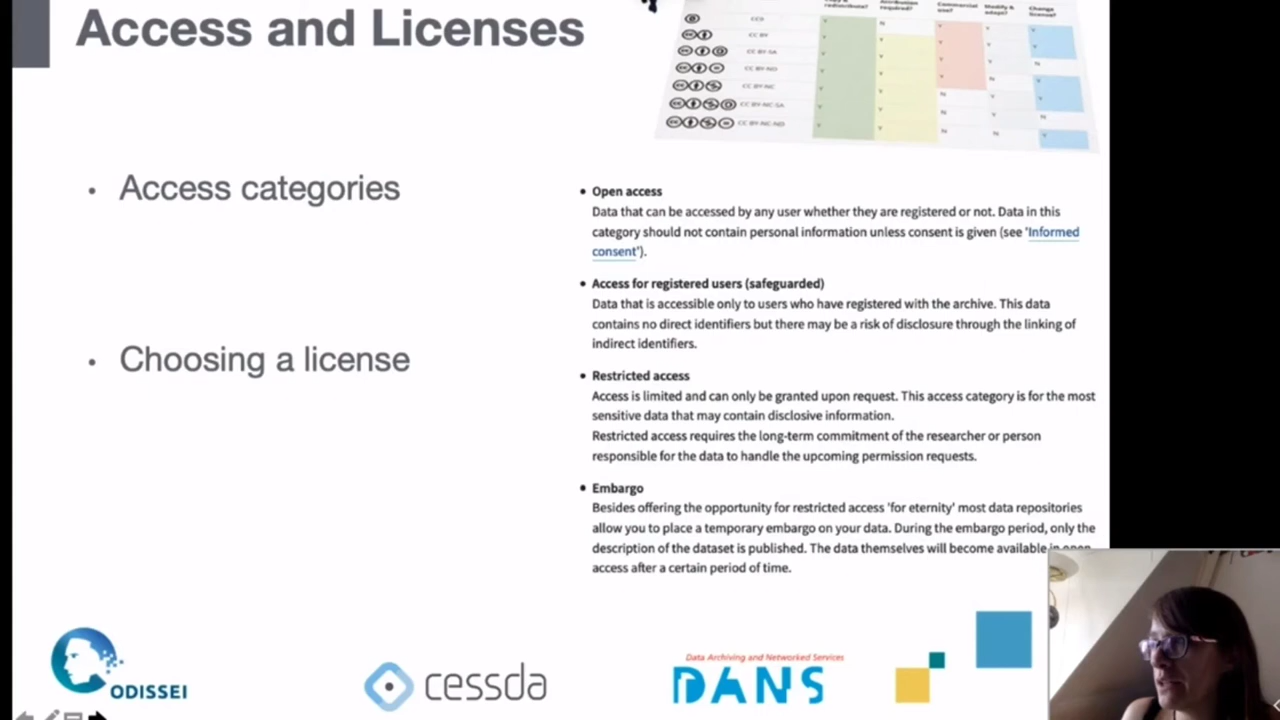 Access and Licenses
redistribute?
required?
Commercial
use?
Modify &
adapt?
Change
license?
CC0
Y
N
Y
Y
Y
CC BY
Y
Y
Y
Y
Y
CC BY-SA
Y
Y
Y
Y
N
CC BY-ND
Y
Y
Y
N
Y
CC BY-NC
Y
Y
N
Y
Y
CC BY-NC-SA
Y
Y
N
Y
N
CC BY-NC-ND
Y
Y
N
N
• Access categories
• Choosing a license
• Open access
Data that can be accessed by any user whether they are registered or not. Data in this
category should not contain personal information unless consent is given (see 'Informed
consent').
• Access for registered users (safeguarded)
Data that is accessible only to users who have registered with the archive. This data
contains no direct identifiers but there may be a risk of disclosure through the linking of
indirect identifiers.
• Restricted access
Access is limited and can only be granted upon request. This access category is for the most
sensitive data that may contain disclosive information.
Restricted access requires the long-term commitment of the researcher or person
responsible for the data to handle the upcoming permission requests.
• Embargo
Besides offering the opportunity for restricted access 'for eternity' most data repositories
allow you to place a temporary embargo on your data. During the embargo period, only the
description of the dataset is published. The data themselves will become available in open
access after a certain period of time.
ODISSEI
cessda
Data Archiving and Networked Services
DANS